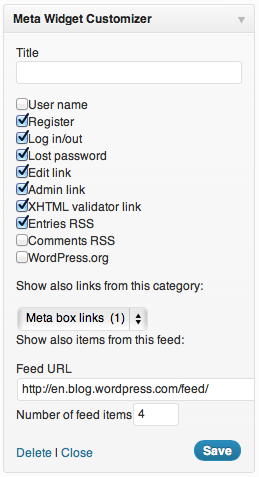 Meta Widget Customizer
Title
User name
Register
Log in/out
Lost password
Edit link
Admin link
XHTML validator link
Entries RSS
Comments RSS
WordPress.org
Show also links from this category:
Meta box links (1)
Show also items from this feed:
Feed URL
http://en.blog.wordpress.com/feed/
Number of feed items 4
Delete | Close Save